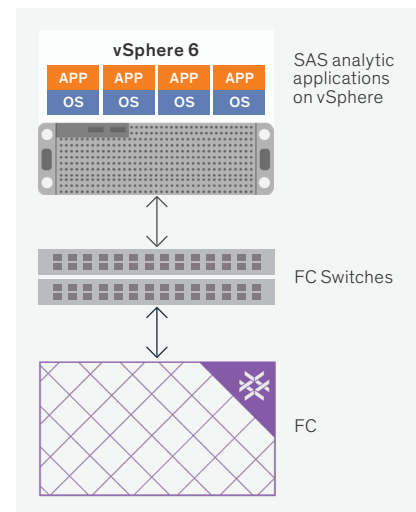 vSphere 6
APP APP APP APP
OS OS OS OS
SAS analytic
applications
on vSphere
FC Switches
FC